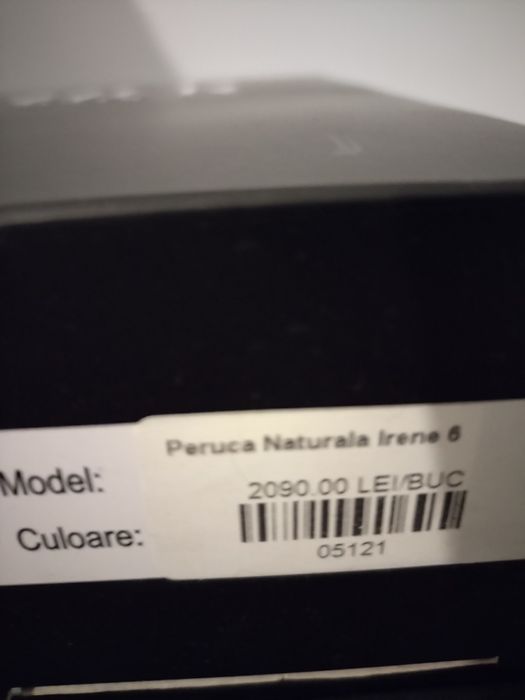 Peruca Naturala Irene 6
Model:
2090.00 LEI/BUC
Culoare:
05121